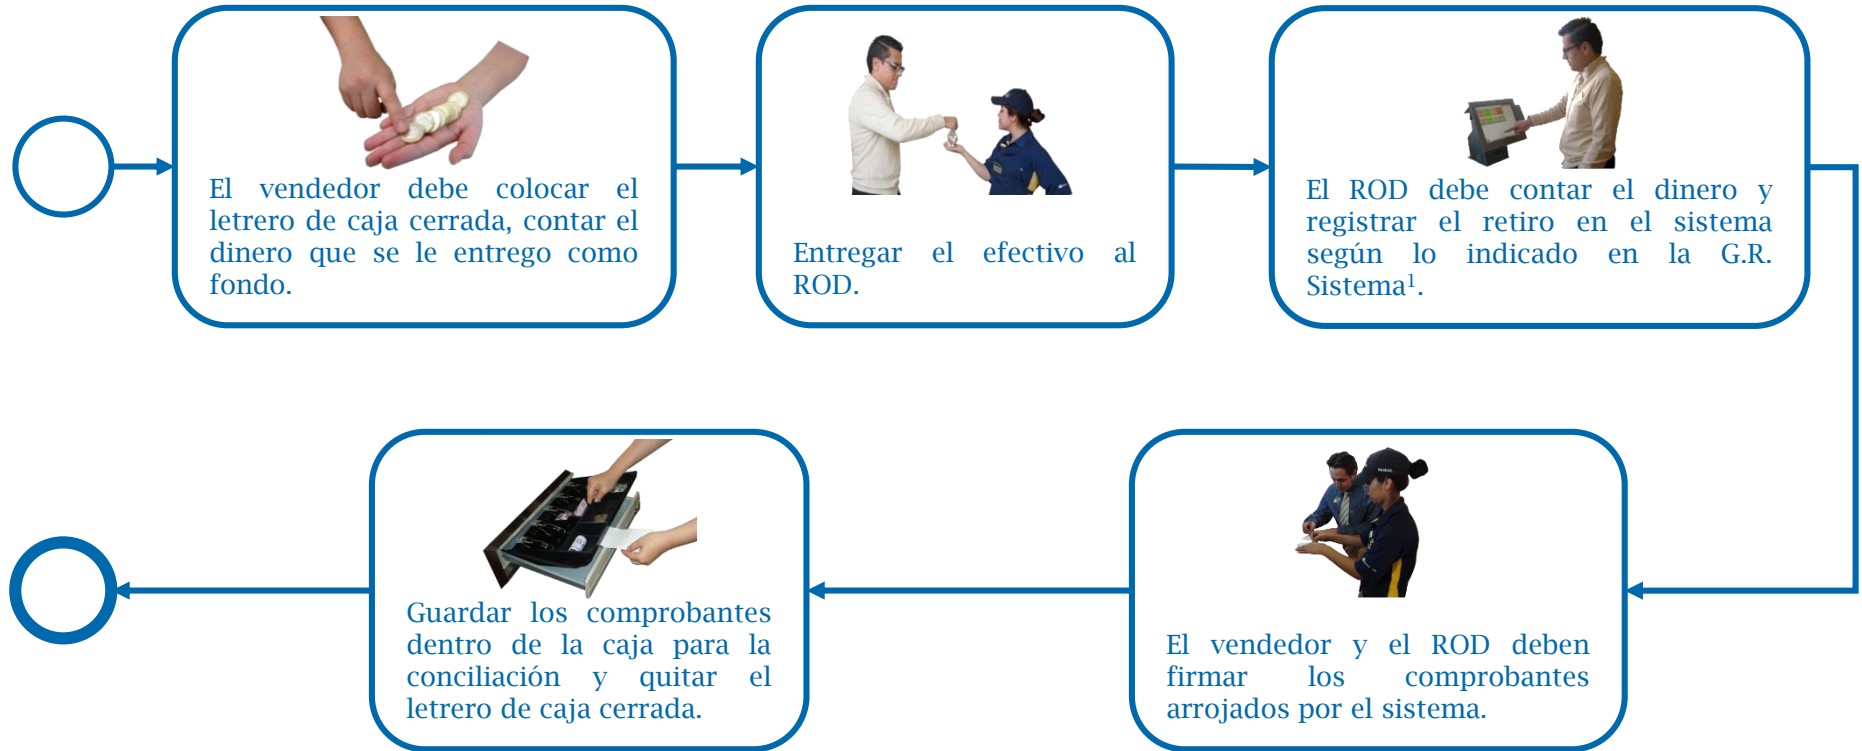 El vendedor debe colocar el
letrero de caja cerrada, contar el
dinero que se le entrego como
fondo.
Entregar el efectivo al
ROD.
El ROD debe contar el dinero y
registrar el retiro en el sistema
según lo indicado en la G.R.
Sistema¹.
El vendedor y el ROD deben
firmar los comprobantes
arrojados por el sistema.
Guardar los comprobantes
dentro de la caja para la
conciliación y quitar el
letrero de caja cerrada.